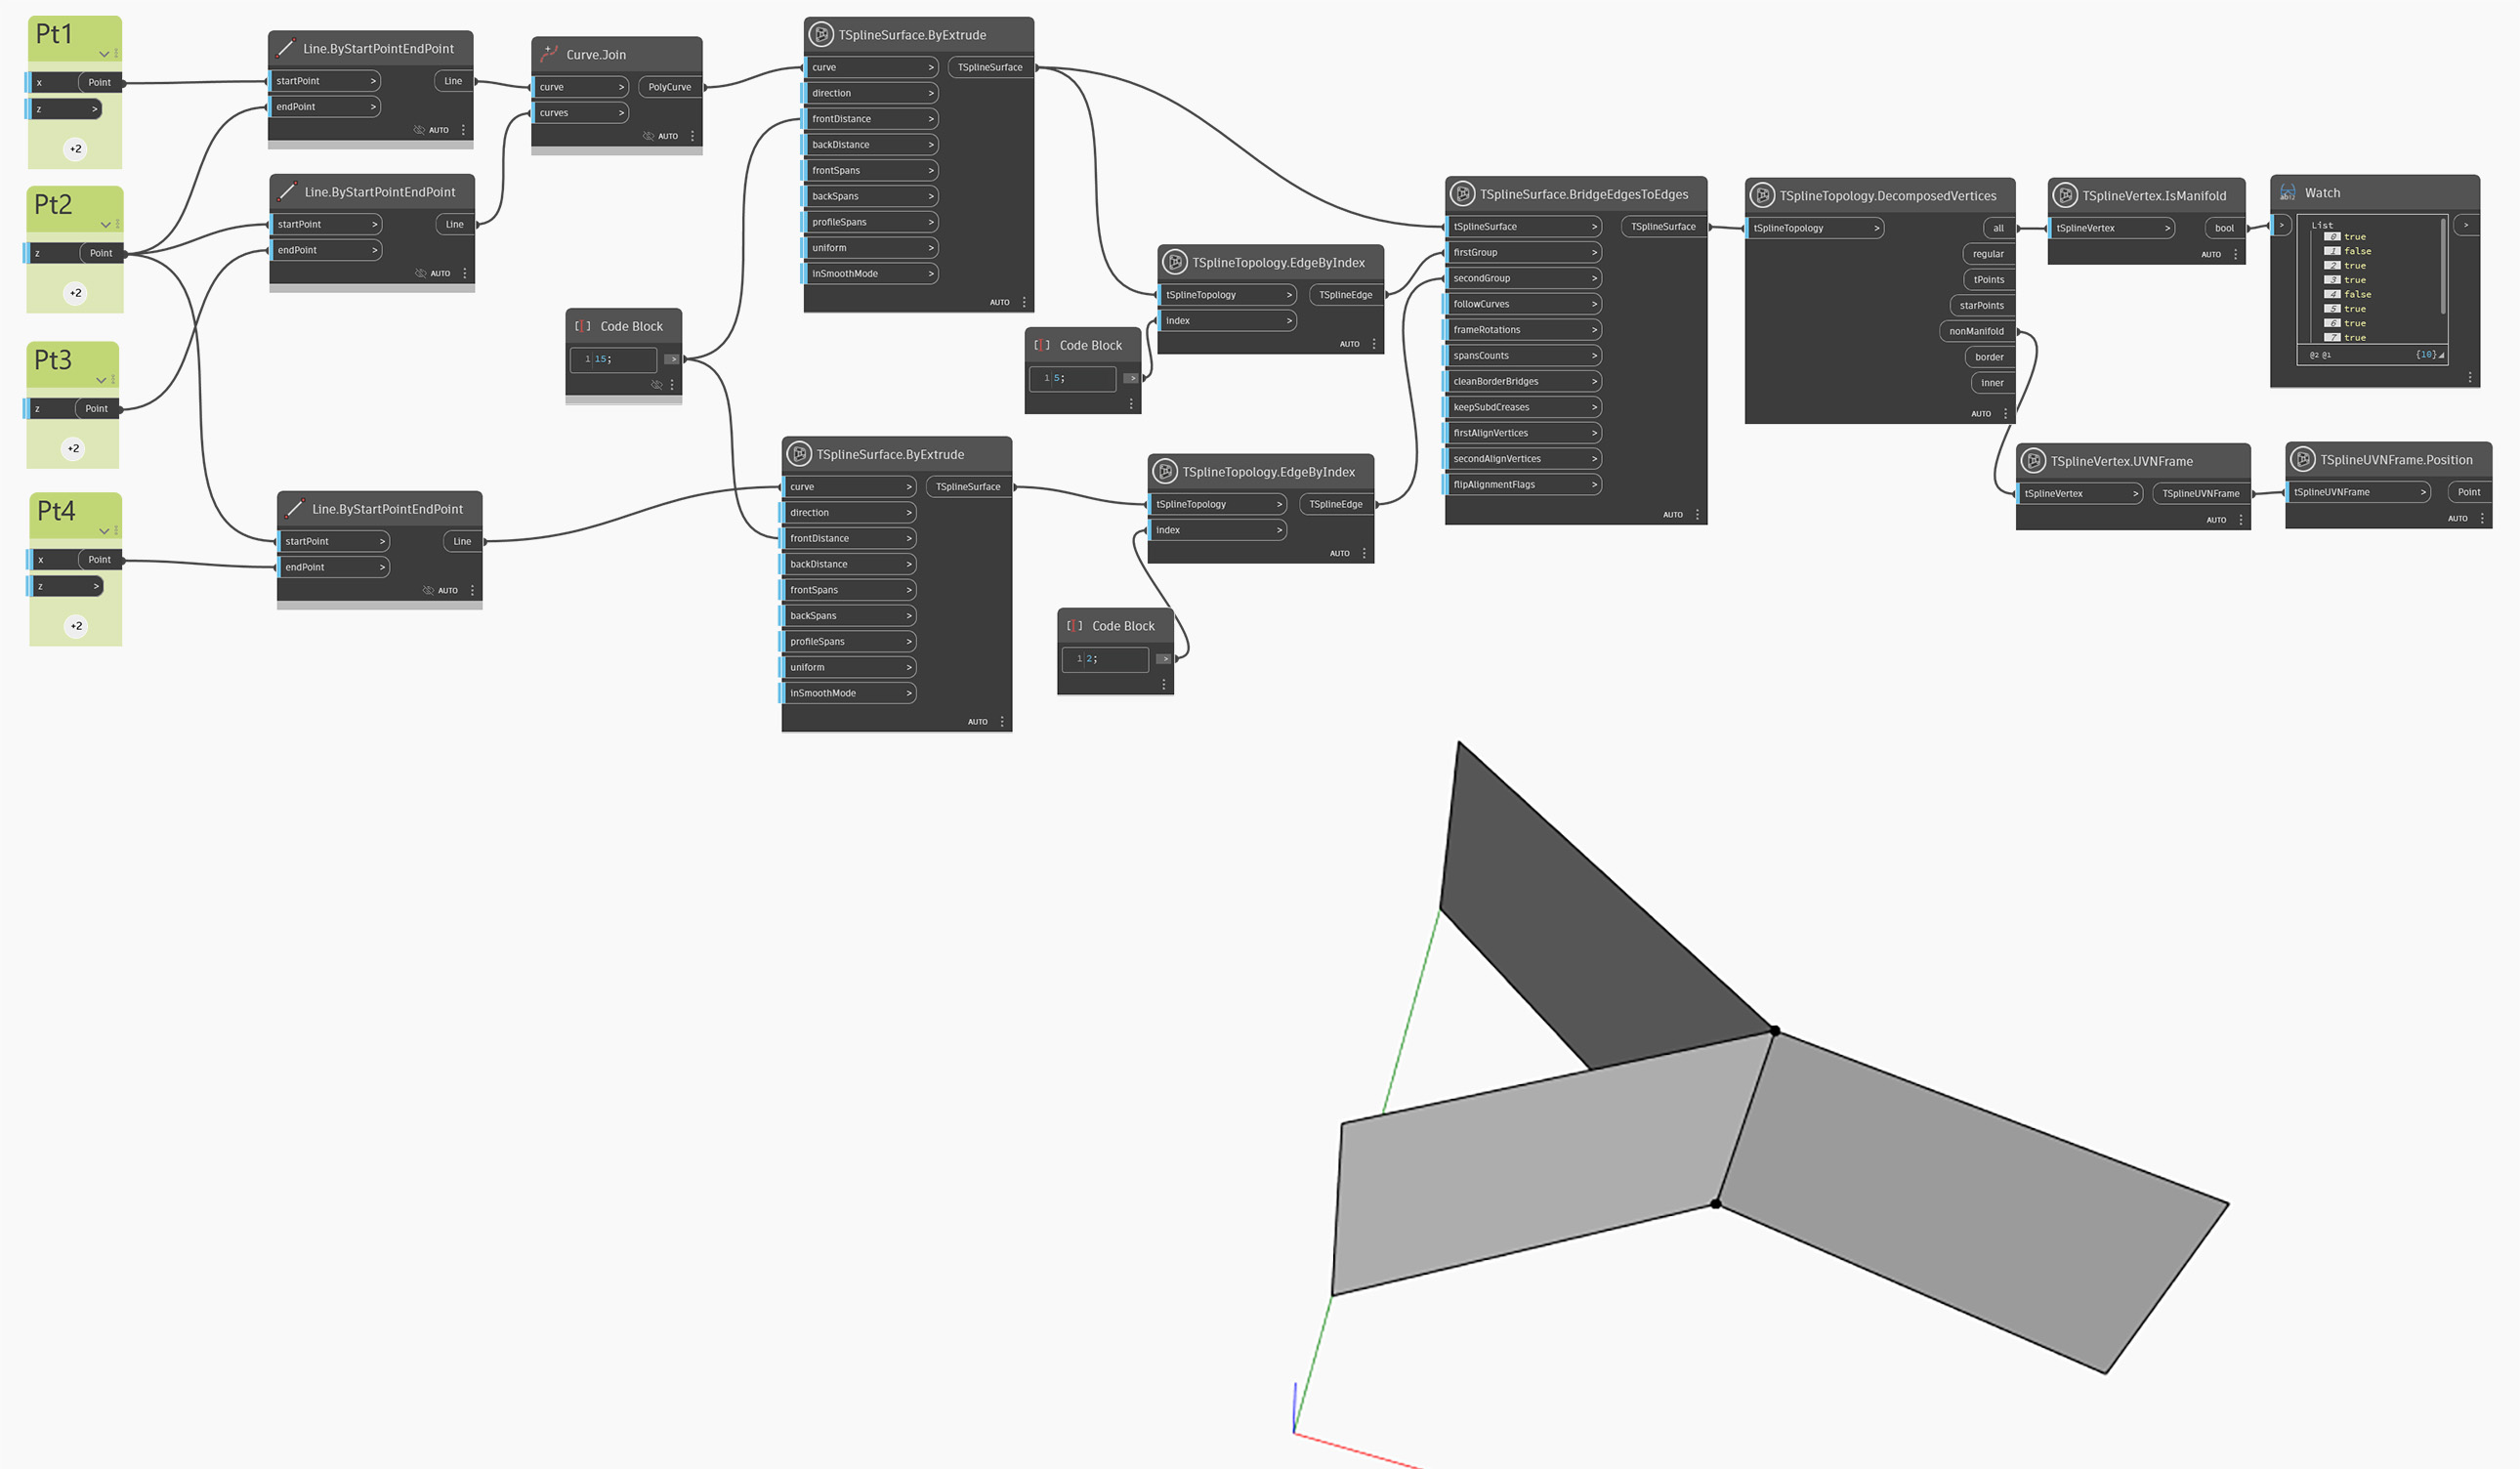 Pt1
x Point
z >
+2
Pt2
z Point
+2
Pt3
z Point
+2
Pt4
x Point
z >
+2
Line.ByStartPointEndPoint
startPoint > Line
endPoint >
AUTO
Line.ByStartPointEndPoint
startPoint > Line
endPoint >
AUTO
Line.ByStartPointEndPoint
startPoint > Line
endPoint >
AUTO
Curve.Join
curve > PolyCurve
curves >
AUTO
Code Block
1 15; >
TSplineSurface.ByExtrude
curve > TSplineSurface
direction >
frontDistance >
backDistance >
frontSpans >
backSpans >
profileSpans >
uniform >
inSmoothMode >
AUTO
TSplineSurface.ByExtrude
curve > TSplineSurface
direction >
frontDistance >
backDistance >
frontSpans >
backSpans >
profileSpans >
uniform >
inSmoothMode >
AUTO
Code Block
1 5; >
TSplineTopology.EdgeByIndex
tSplineTopology > TSplineEdge
index >
AUTO
TSplineTopology.EdgeByIndex
tSplineTopology > TSplineEdge
index >
AUTO
Code Block
1 2; >
TSplineSurface.BridgeEdgesToEdges
tSplineSurface > TSplineSurface
firstGroup >
secondGroup >
followCurves >
frameRotations >
spansCounts >
cleanBorderBridges >
keepSubdCreases >
firstAlignVertices >
secondAlignVertices >
flipAlignmentFlags >
AUTO
TSplineTopology.DecomposedVertices
tSplineTopology > all
regular
tPoints
starPoints
nonManifold
border
inner
AUTO
TSplineVertex.IsManifold
tSplineVertex > bool
AUTO
Watch
> >
List
0 true
1 false
2 true
3 true
4 false
5 true
6 true
7 true
@2 @1 {10}
TSplineVertex.UVNFrame
tSplineVertex > TSplineUVNFrame
AUTO
TSplineUVNFrame.Position
tSplineUVNFrame > Point
AUTO